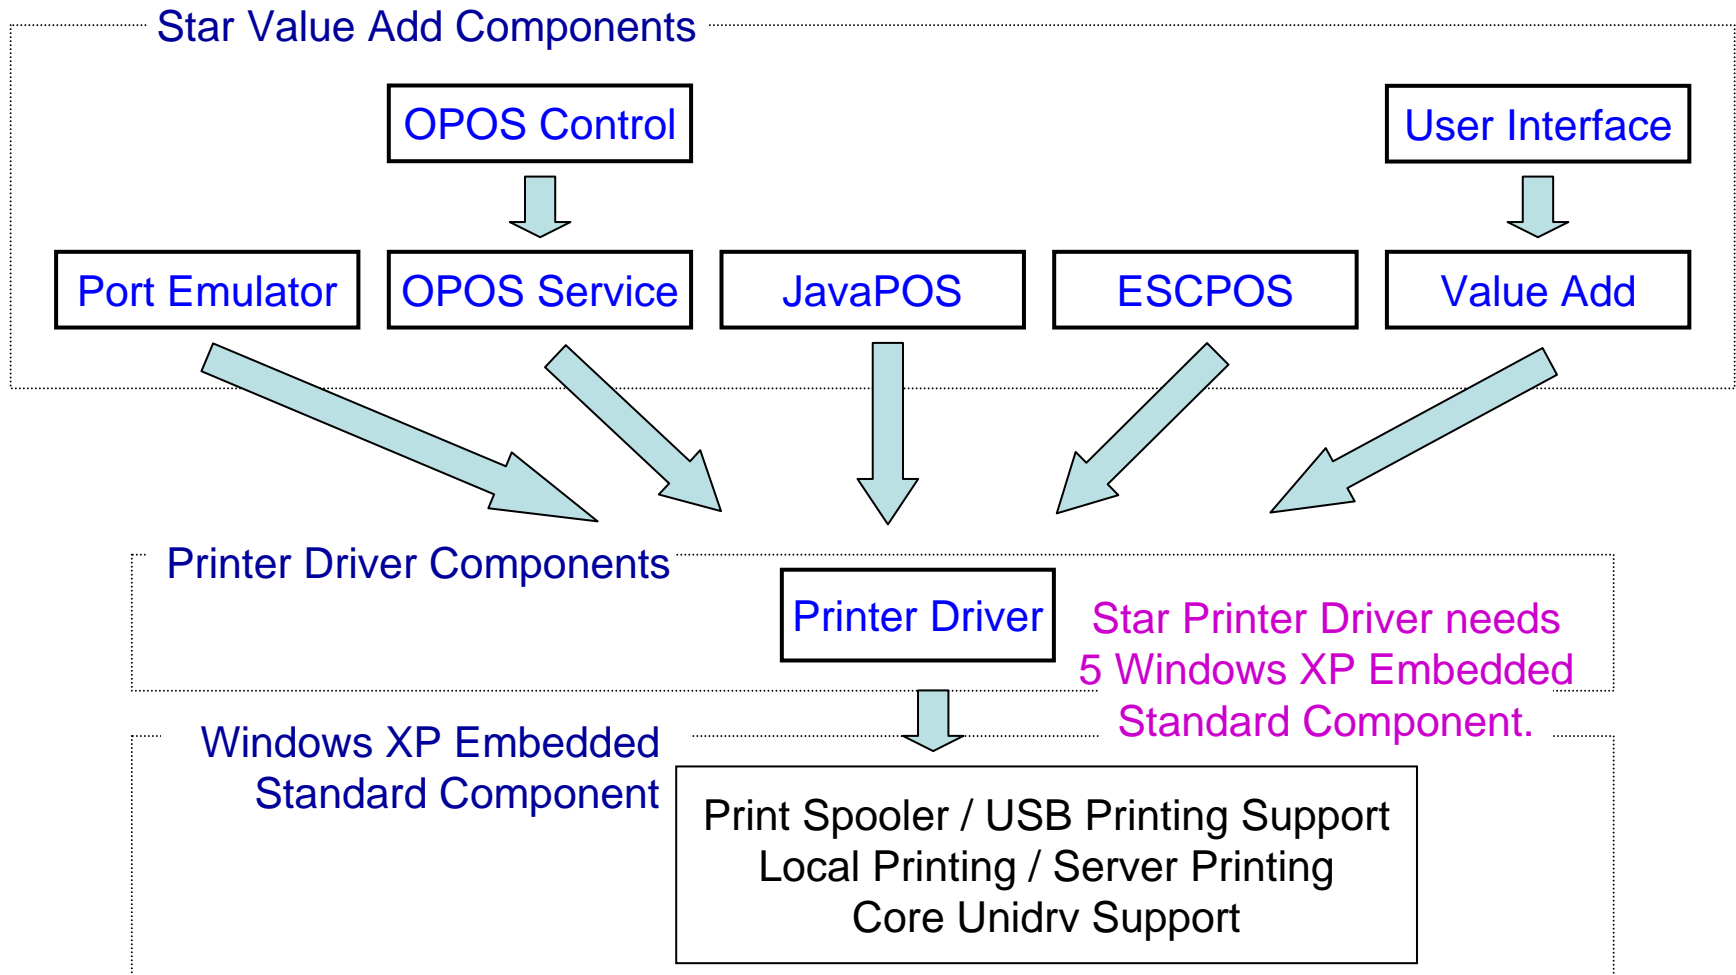 Star Value Add Components
OPOS Control
User Interface
Port Emulator
OPOS Service
JavaPOS
ESCPOS
Value Add
Printer Driver Components
Printer Driver
Star Printer Driver needs
5 Windows XP Embedded
Standard Component.
Windows XP Embedded
Standard Component
Print Spooler / USB Printing Support
Local Printing / Server Printing
Core Unidrv Support